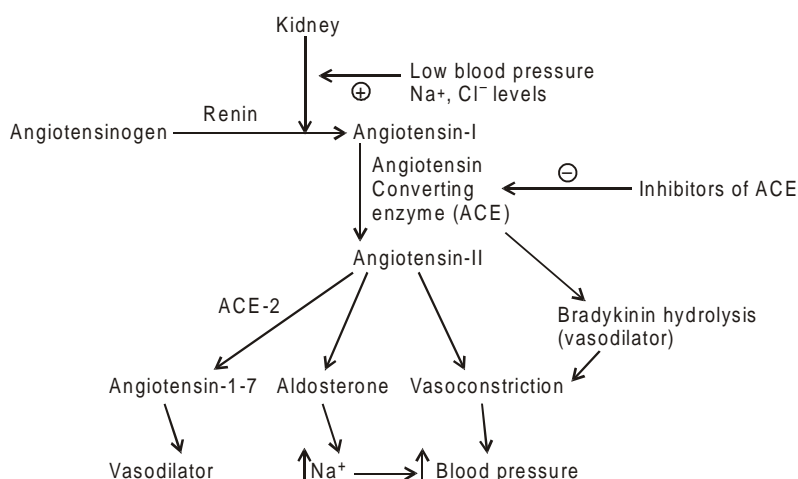 Kidney
Low blood pressure
Na⁺, Cl⁻ levels
+
Renin
Angiotensinogen
Angiotensin-I
Angiotensin
Converting
enzyme (ACE)
−
Inhibitors of ACE
Angiotensin-II
ACE-2
Bradykinin hydrolysis
(vasodilator)
Angiotensin-1-7 Aldosterone Vasoconstriction
Vasodilator Na⁺ Blood pressure